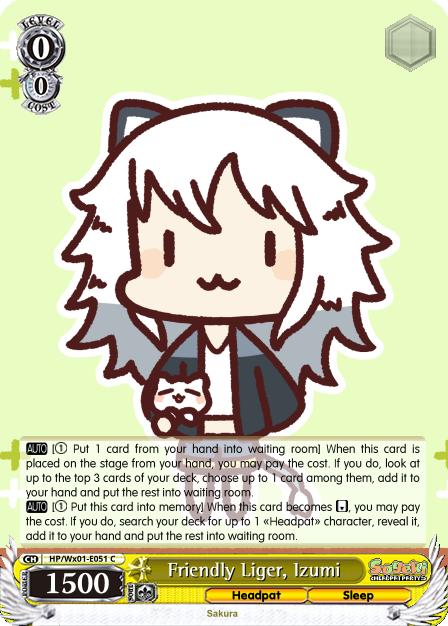 LEVEL
0
0
COST
AUTO [① Put 1 card from your hand into waiting room] When this card is
placed on the stage from your hand, you may pay the cost. If you do, look at
up to the top 3 cards of your deck, choose up to 1 card among them, add it to
your hand and put the rest into waiting room.
AUTO [① Put this card into memory] When this card becomes, you may pay
the cost. If you do, search your deck for up to 1 «Headpat» character, reveal it,
add it to your hand and put the rest into waiting room.
CH HP/Wx01-E051 C
POWER 1500 SOUL Friendly Liger, Izumi
Headpat Sleep
Sakura